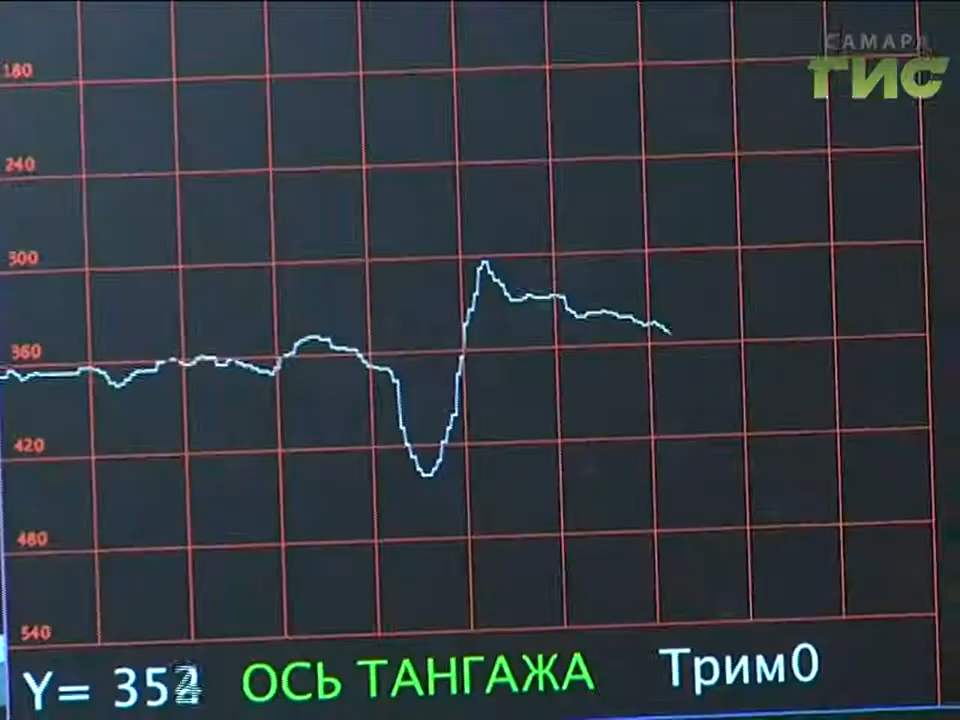 САМАРА
ГИС
180
240
300
360
420
480
540
Y= 35
ОСЬ ТАНГАЖА
Трим0